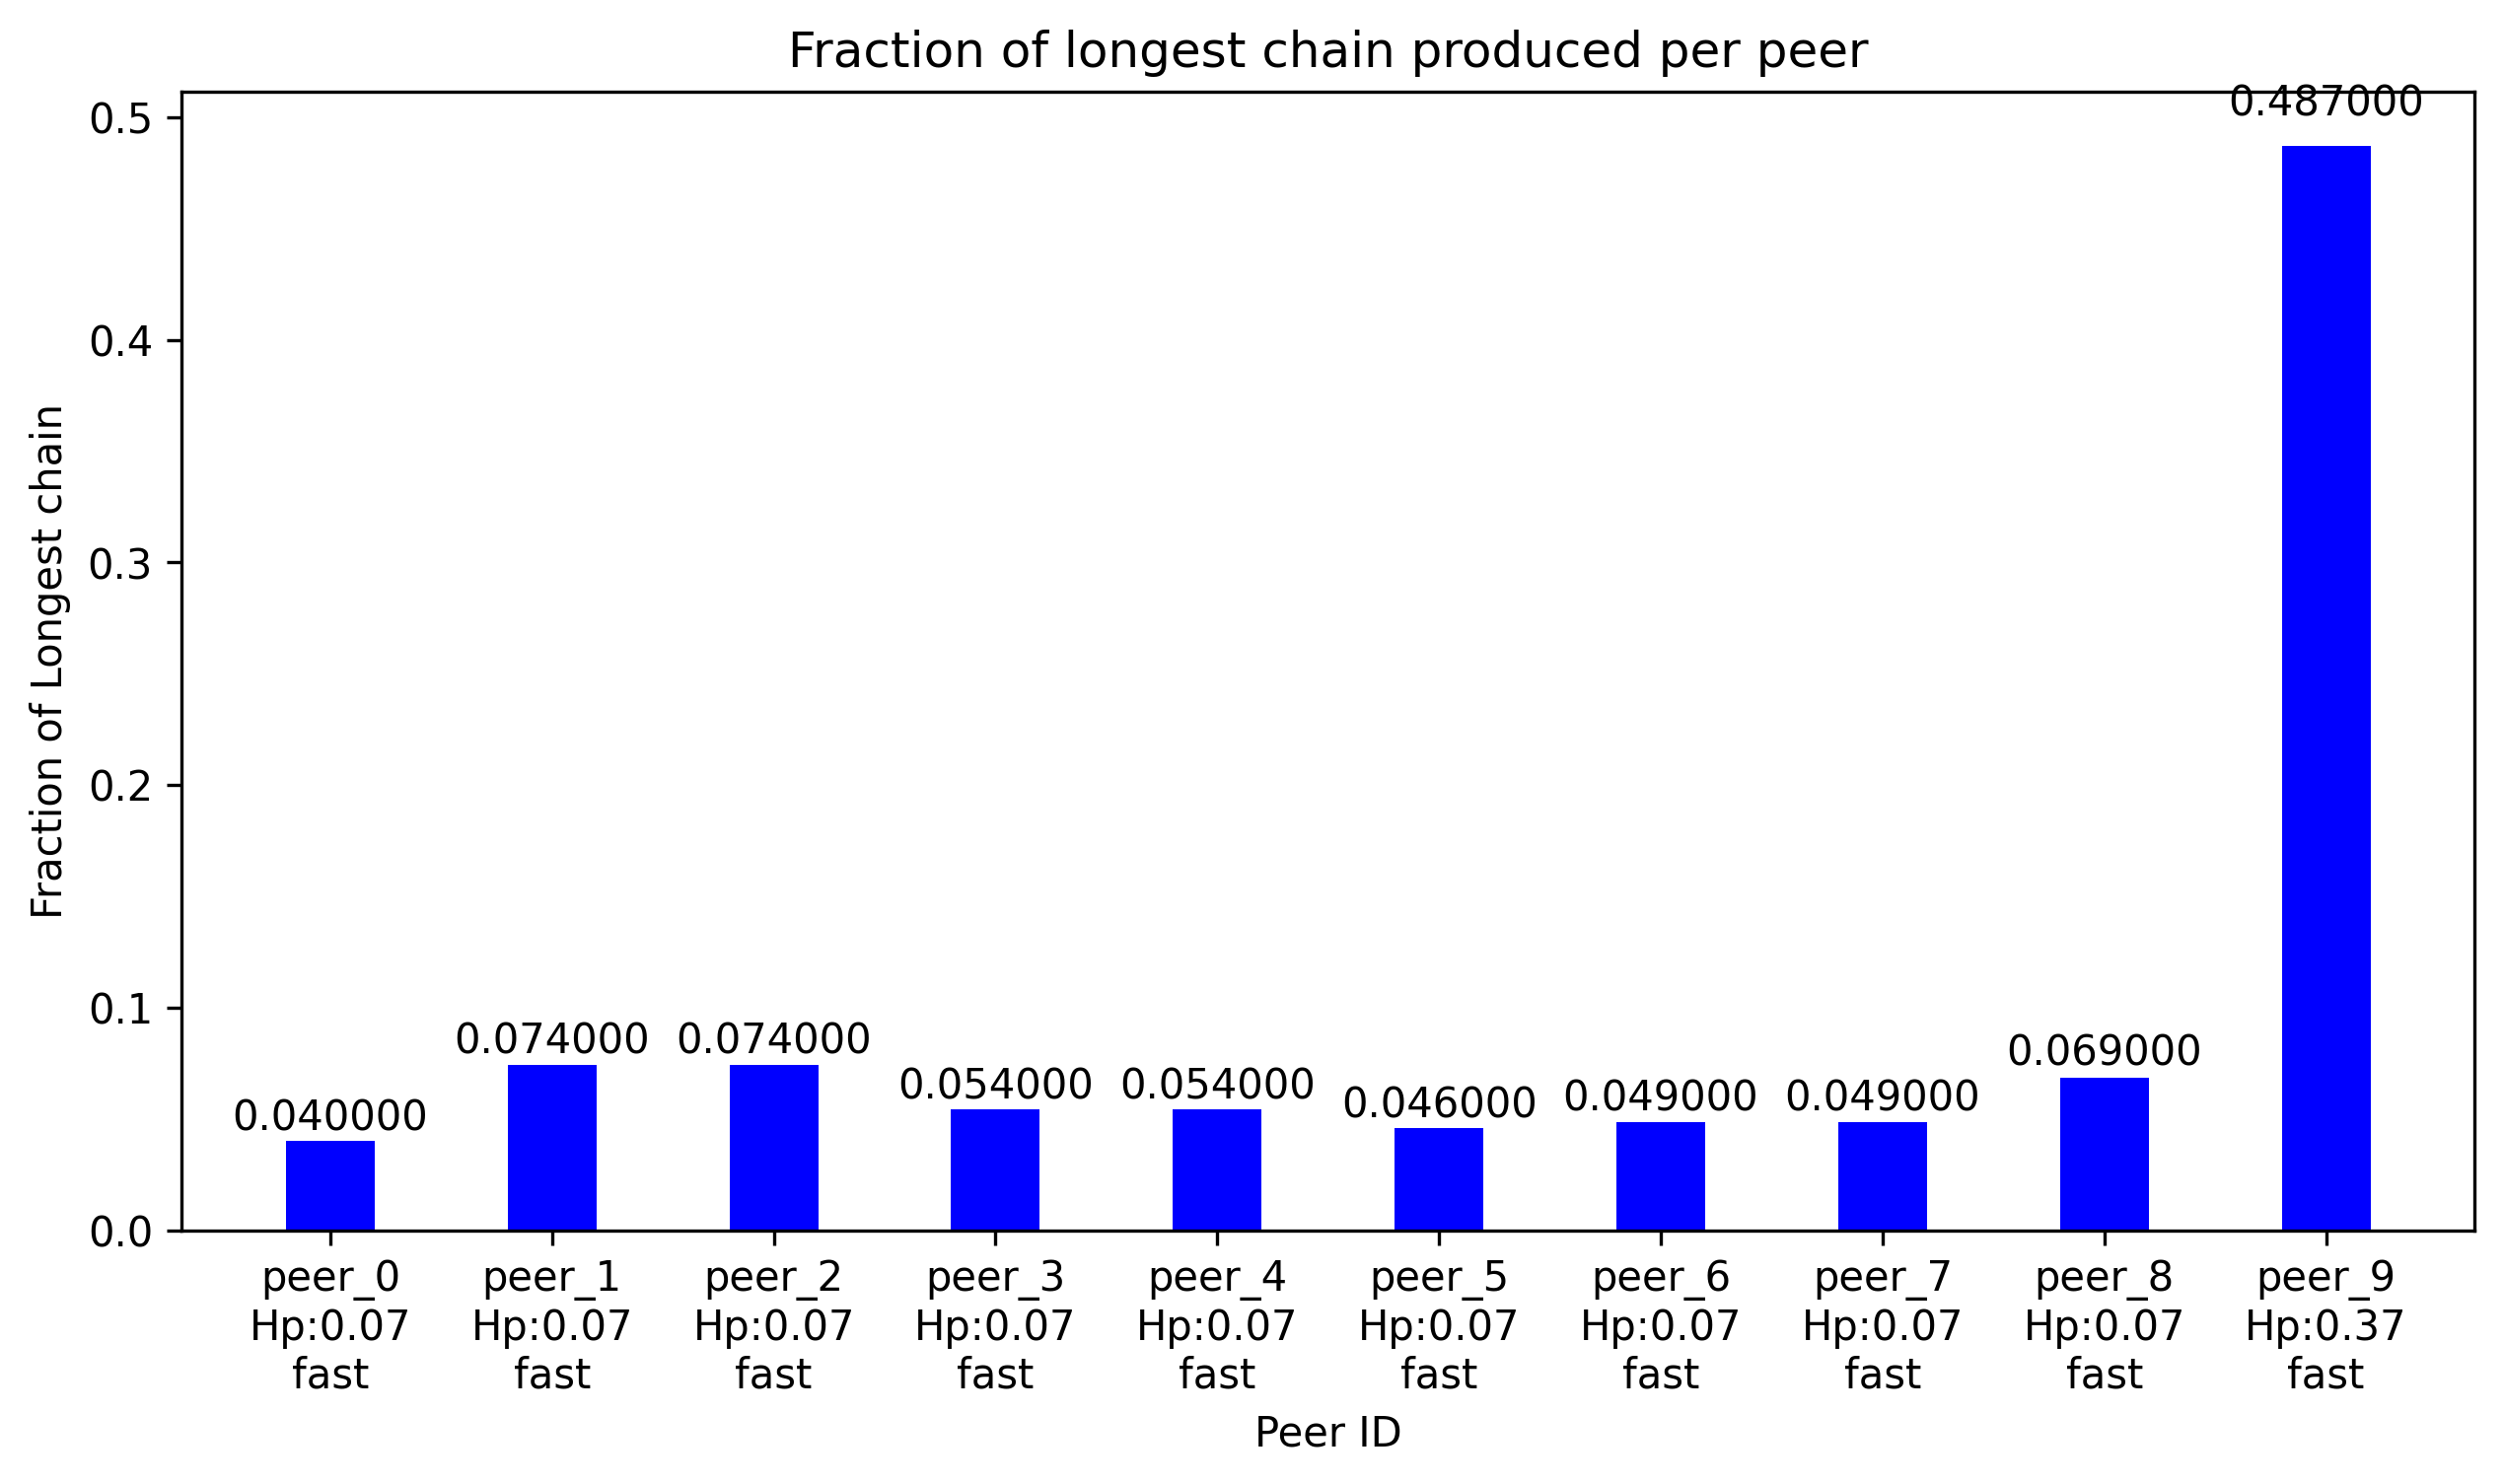 Fraction of longest chain produced per peer
Fraction of Longest chain
0.5
0.4
0.3
0.2
0.1
0.0
0.040000
0.074000
0.074000
0.054000
0.054000
0.046000
0.049000
0.049000
0.069000
0.487000
peer_0
Hp:0.07
fast
peer_1
Hp:0.07
fast
peer_2
Hp:0.07
fast
peer_3
Hp:0.07
fast
peer_4
Hp:0.07
fast
peer_5
Hp:0.07
fast
peer_6
Hp:0.07
fast
peer_7
Hp:0.07
fast
peer_8
Hp:0.07
fast
peer_9
Hp:0.37
fast
Peer ID